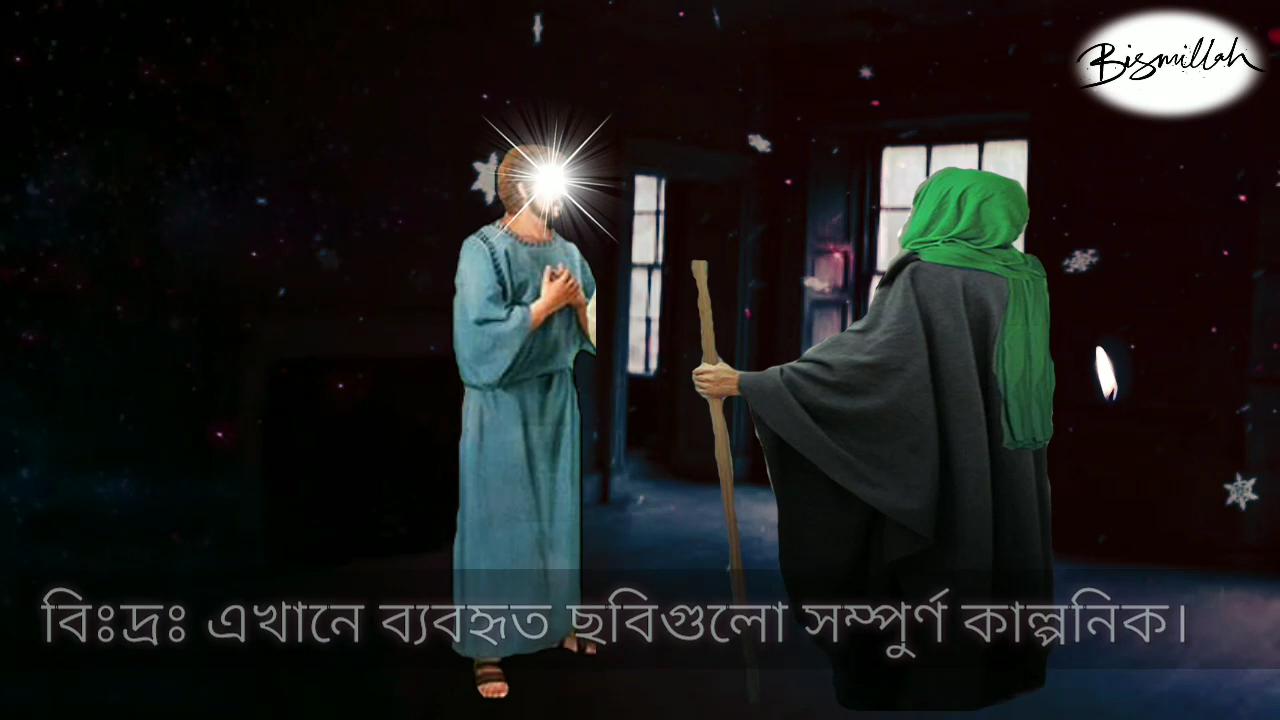 Bismillah
বিঃদ্রঃ এখানে ব্যবহৃত ছবিগুলো সম্পুর্ণ কাল্পনিক।